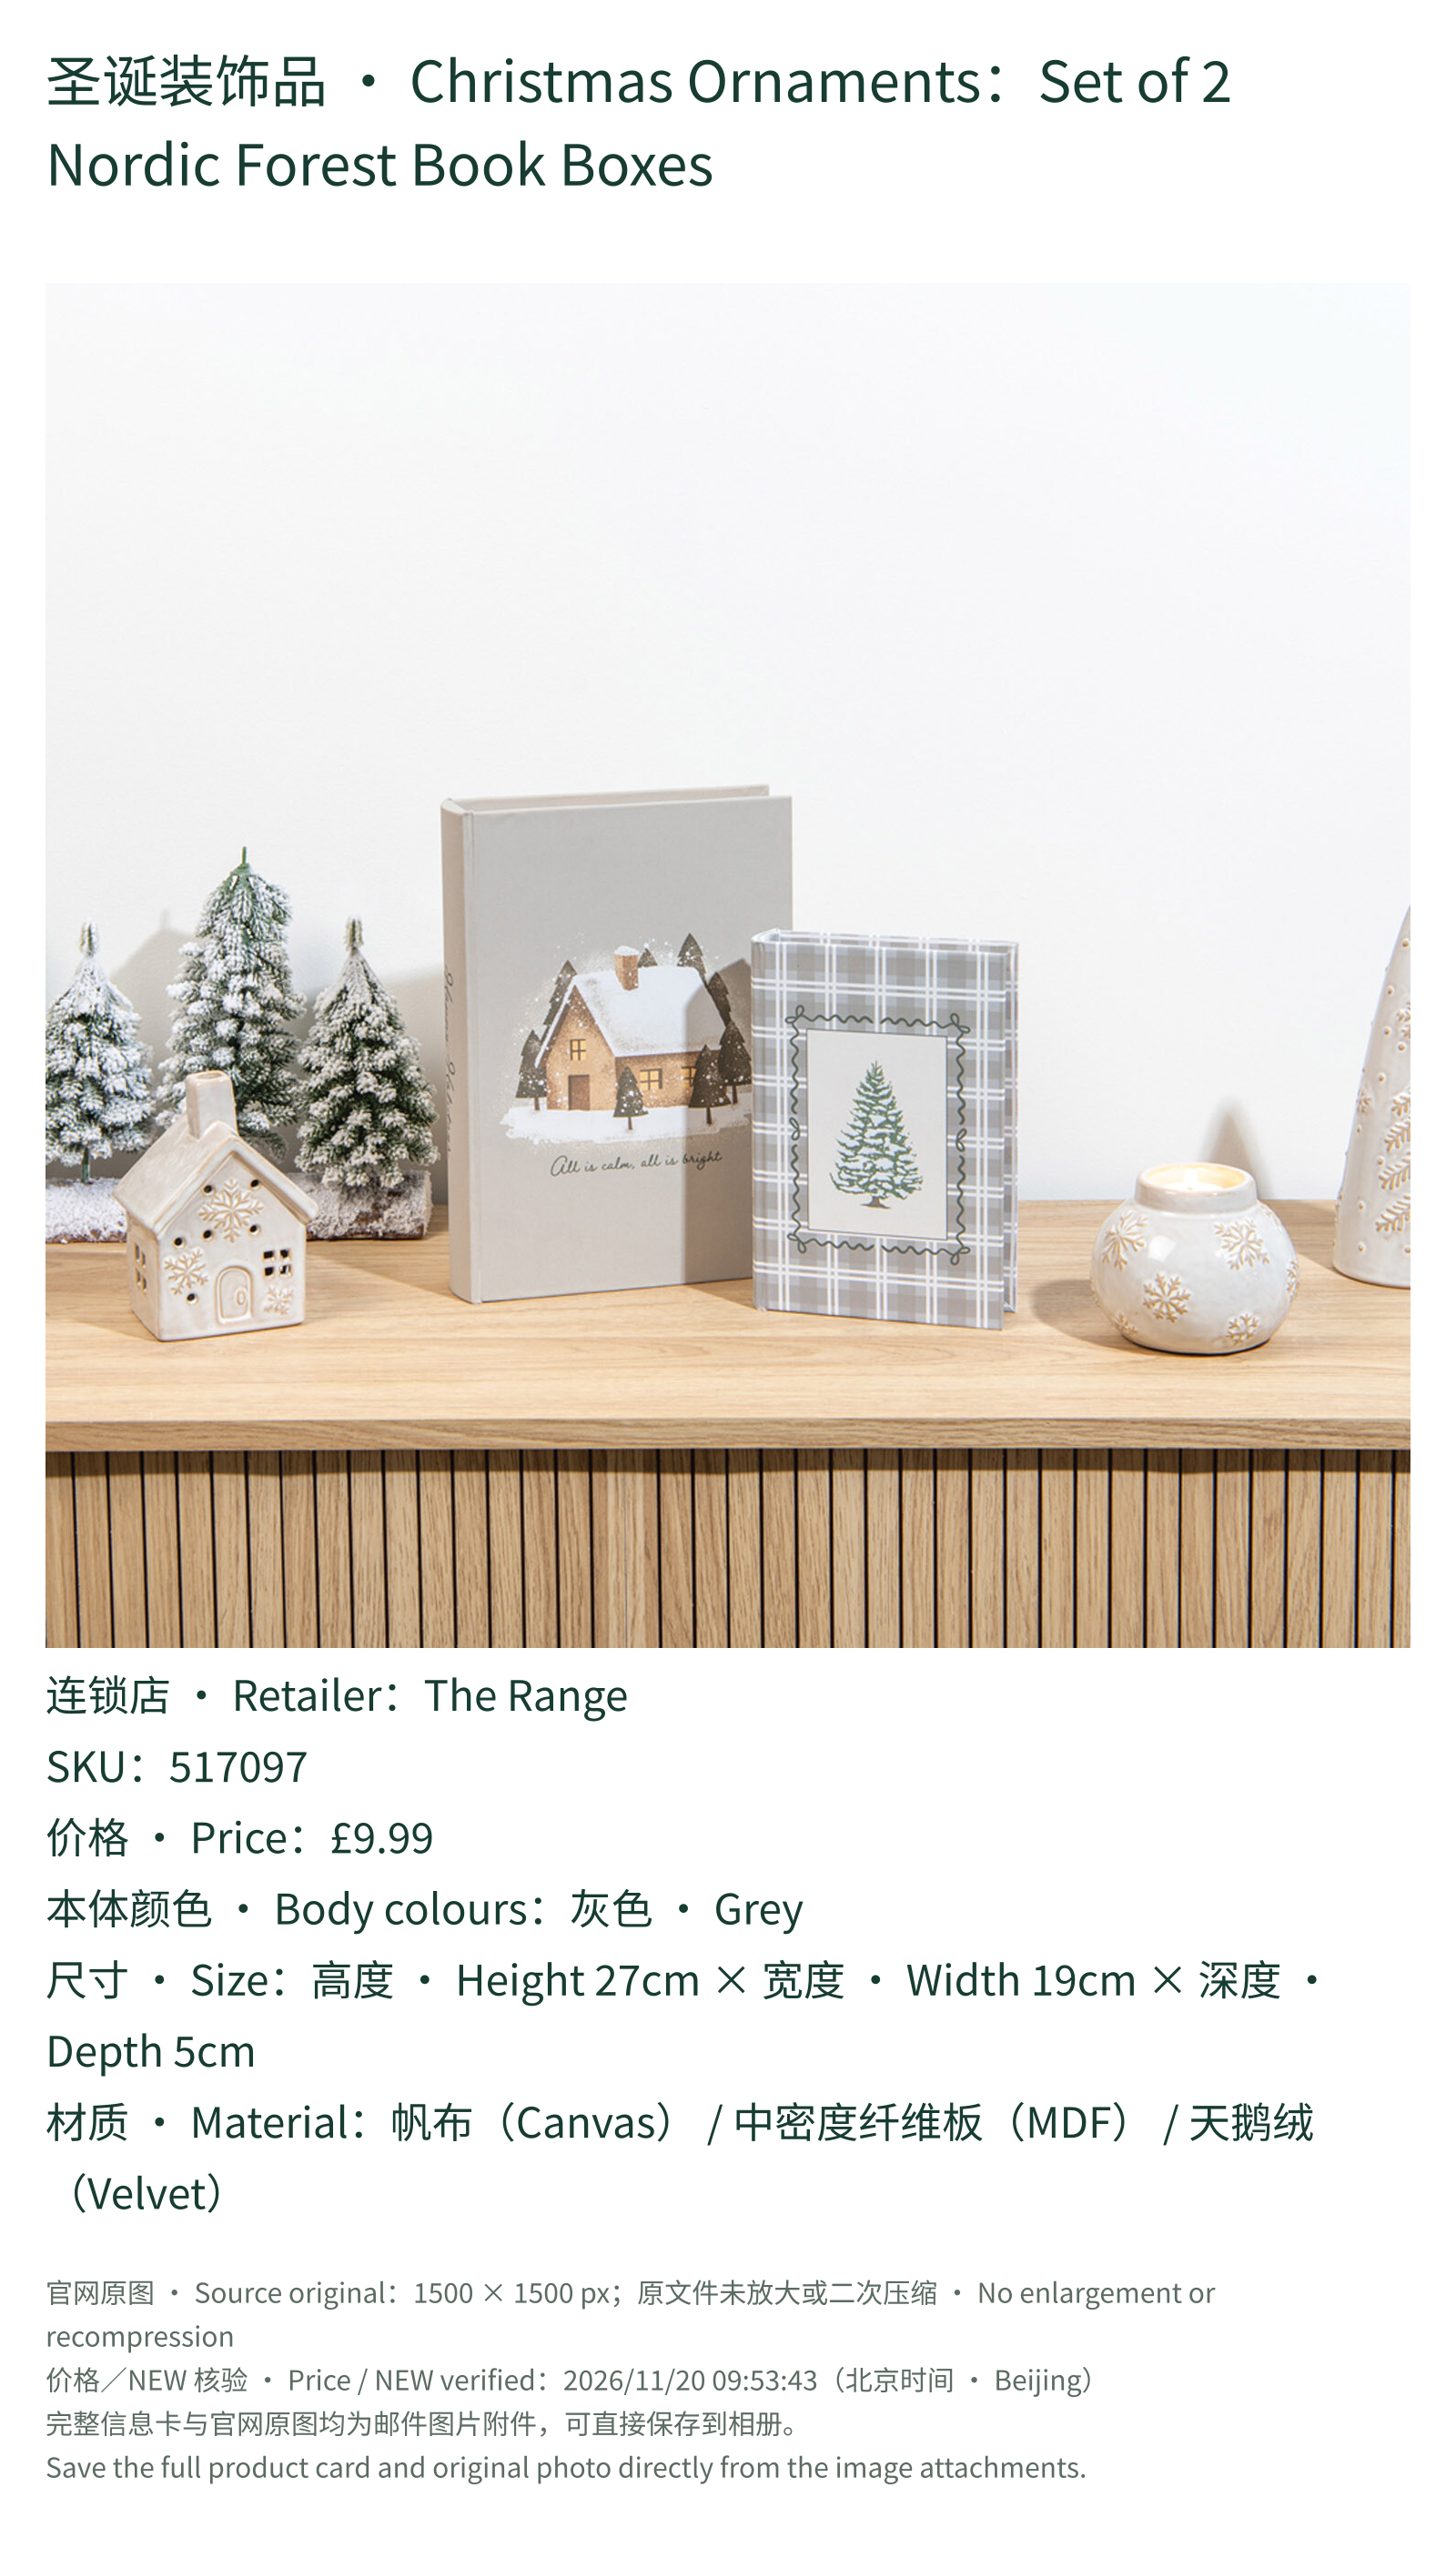 圣诞装饰品 · Christmas Ornaments：Set of 2
Nordic Forest Book Boxes
All is calm, all is bright
连锁店 · Retailer：The Range
SKU：517097
价格 · Price：£9.99
本体颜色 · Body colours：灰色 · Grey
尺寸 · Size：高度 · Height 27cm × 宽度 · Width 19cm × 深度 ·
Depth 5cm
材质 · Material：帆布（Canvas） / 中密度纤维板（MDF） / 天鹅绒
（Velvet）
官网原图 · Source original：1500 × 1500 px；原文件未放大或二次压缩 · No enlargement or
recompression
价格／NEW 核验 · Price / NEW verified：2026/11/20 09:53:43（北京时间 · Beijing）
完整信息卡与官网原图均为邮件图片附件，可直接保存到相册。
Save the full product card and original photo directly from the image attachments.